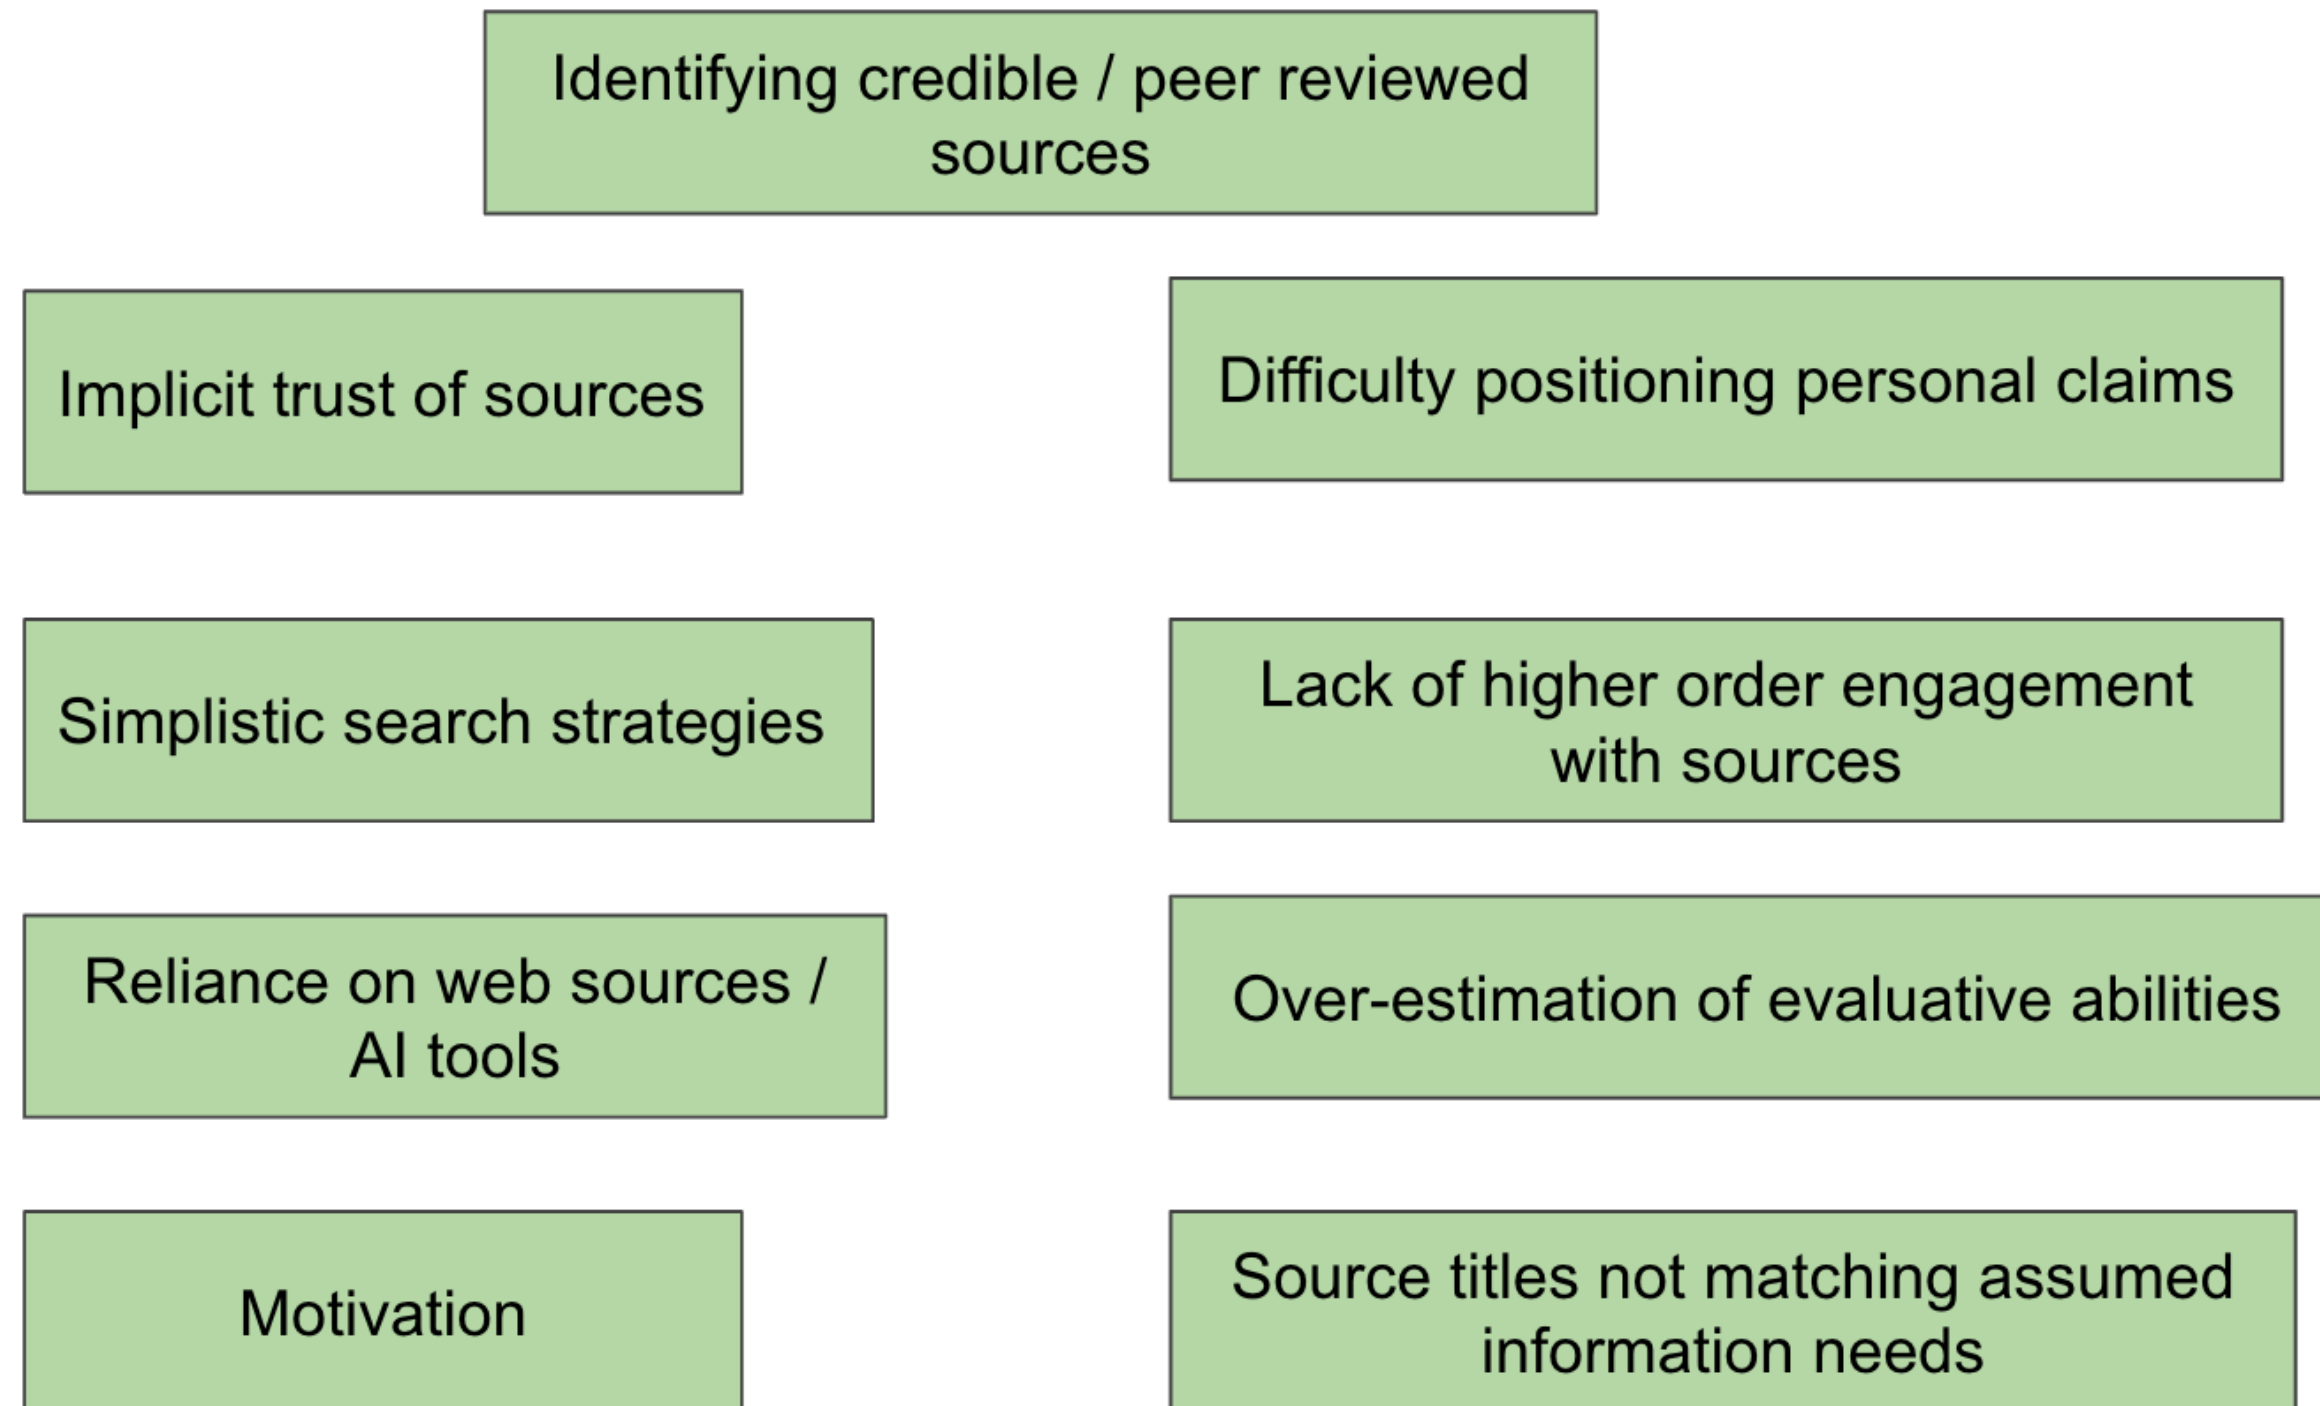 Identifying credible / peer reviewed
sources
Implicit trust of sources
Difficulty positioning personal claims
Simplistic search strategies
Lack of higher order engagement
with sources
Reliance on web sources /
AI tools
Over-estimation of evaluative abilities
Motivation
Source titles not matching assumed
information needs